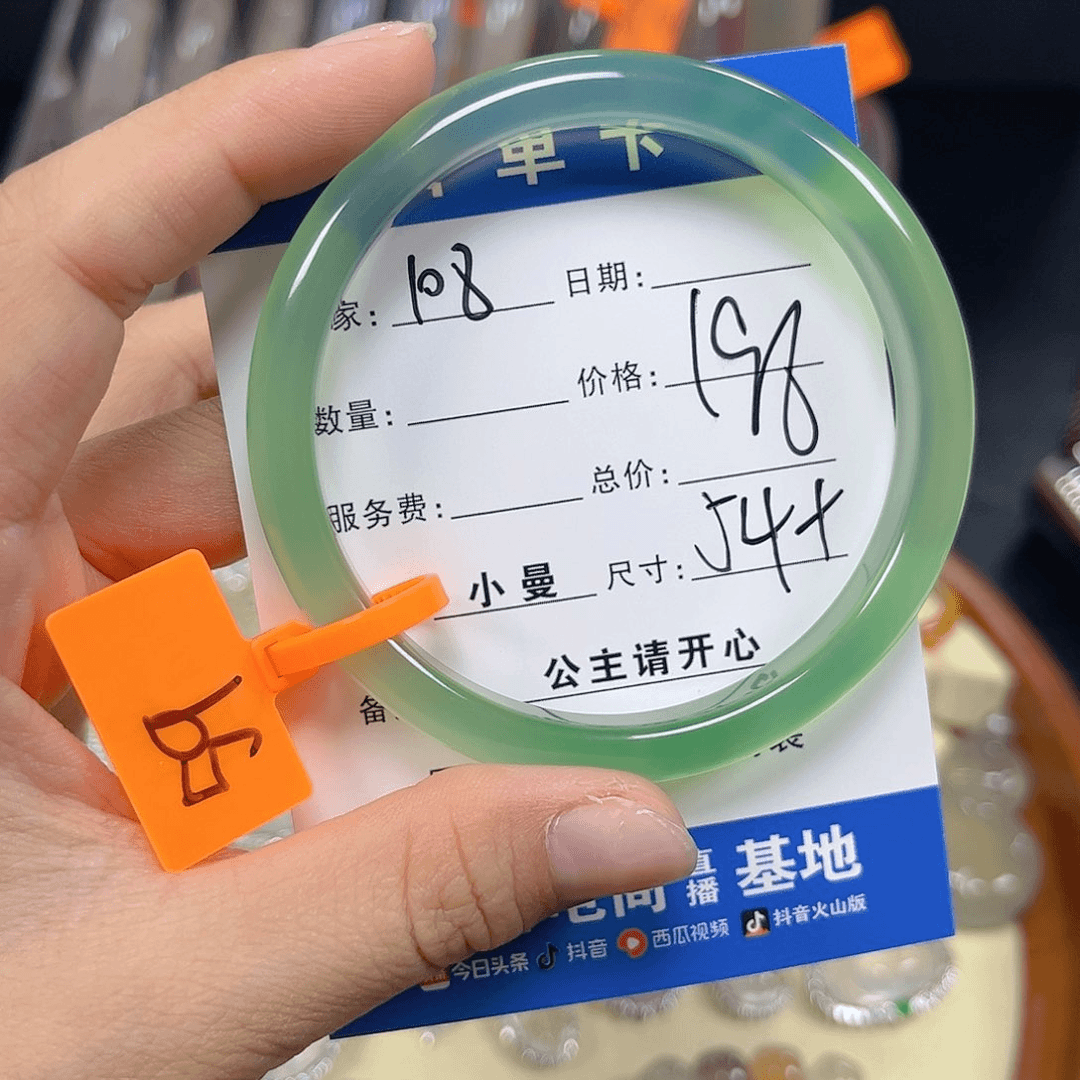 单卡
家: 108 日期:
数量: 价格: 198
服务费: 总价:
小曼 尺寸: 54+
公主请开心
备
直播 基地
今日头条 抖音 西瓜视频 抖音火山版